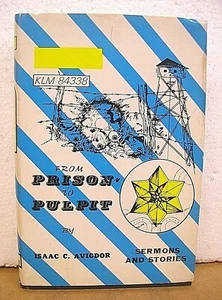 KLM 84338
FROM
PRISON
TO
PULPIT
BY
ISAAC C. AVIGDOR
SERMONS
AND STORIES